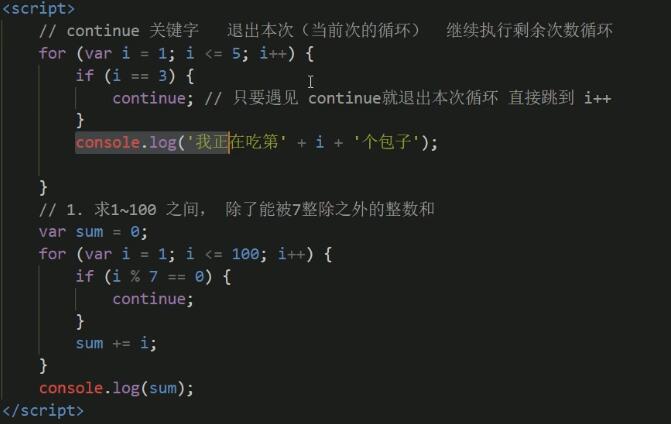 <script>
// continue 关键字   退出本次（当前次的循环）  继续执行剩余次数循环
for (var i = 1; i <= 5; i++) {
if (i == 3) {
continue; // 只要遇见 continue就退出本次循环 直接跳到 i++
}
console.log('我正在吃第' + i + '个包子');
}
// 1. 求1~100 之间， 除了能被7整除之外的整数和
var sum = 0;
for (var i = 1; i <= 100; i++) {
if (i % 7 == 0) {
continue;
}
sum += i;
}
console.log(sum);
</script>